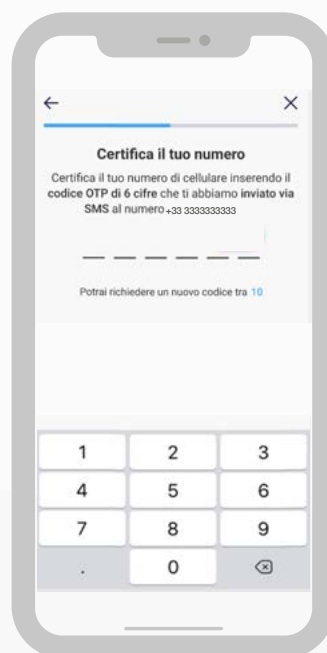 Certifica il tuo numero
Certifica il tuo numero di cellulare inserendo il
codice OTP di 6 cifre che ti abbiamo inviato via
SMS al numero +33 3333333333
Potrai richiedere un nuovo codice tra 10
1 2 3
4 5 6
7 8 9
. 0